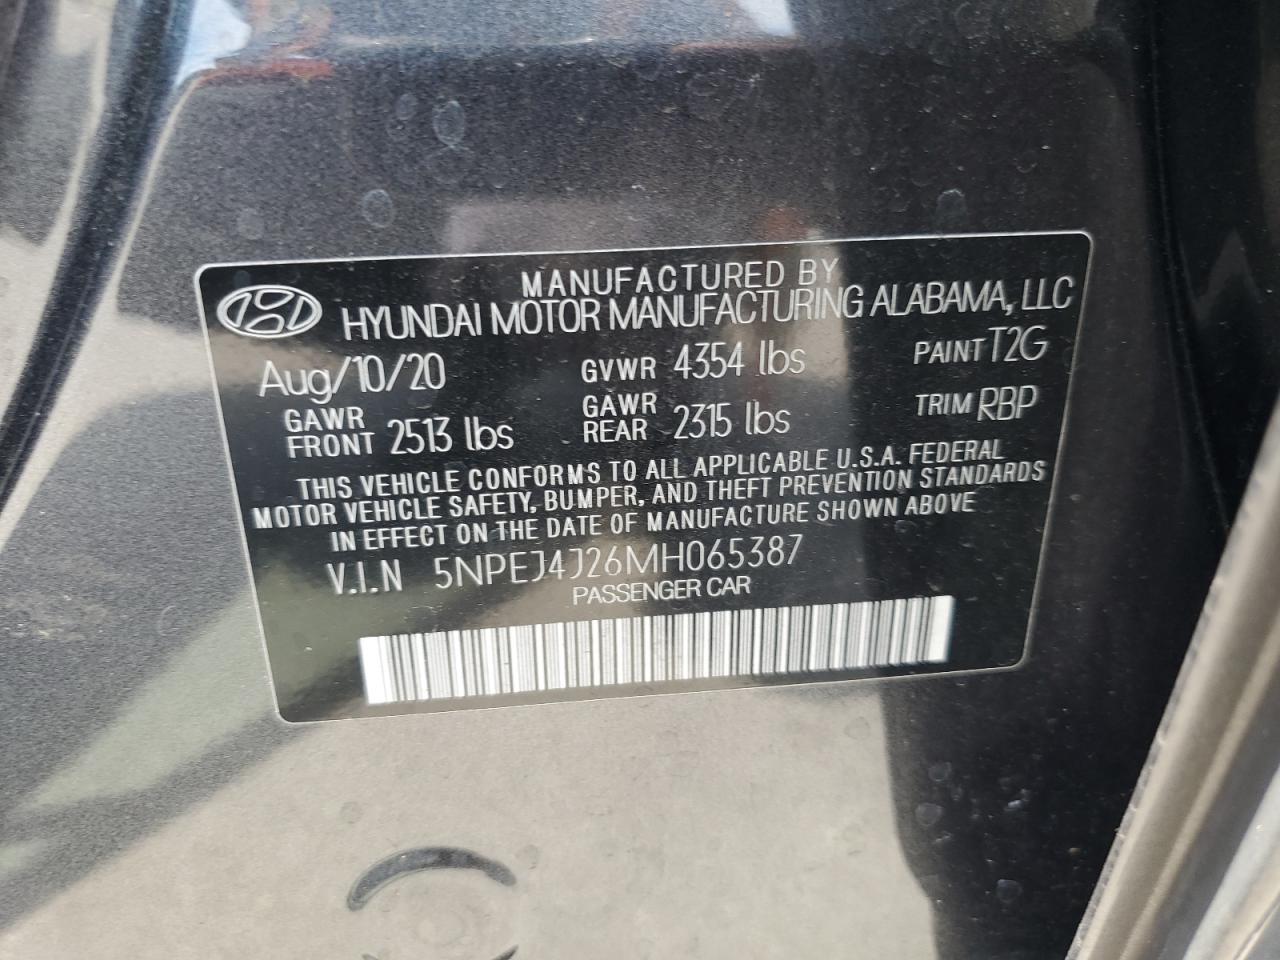 MANUFACTURED BY
HYUNDAI MOTOR MANUFACTURING ALABAMA, LLC
Aug/10/20 GVWR 4354 lbs PAINT T2G
GAWR FRONT 2513 lbs GAWR REAR 2315 lbs TRIM RBP
THIS VEHICLE CONFORMS TO ALL APPLICABLE U.S.A. FEDERAL
MOTOR VEHICLE SAFETY, BUMPER, AND THEFT PREVENTION STANDARDS
IN EFFECT ON THE DATE OF MANUFACTURE SHOWN ABOVE
V.I.N 5NPEJ4J26MH065387
PASSENGER CAR